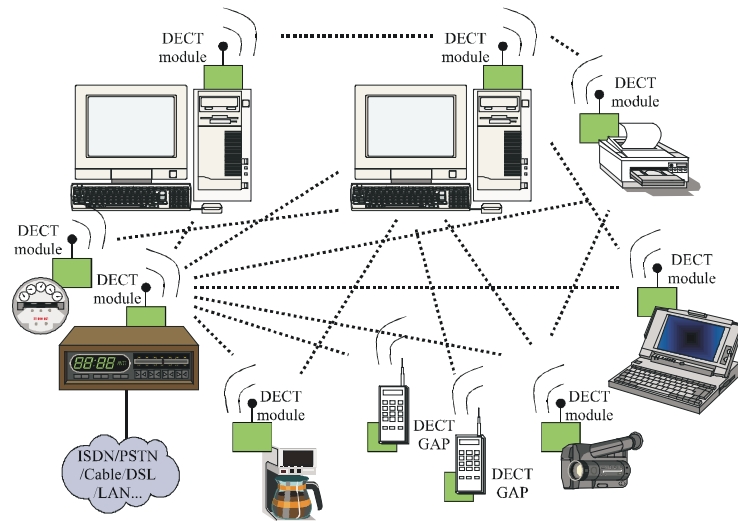 DECT
module
DECT
module
DECT
module
DECT
module
DECT
module
DECT
module
88:88
DECT
module
DECT
GAP
DECT
module
DECT
GAP
ISDN/PSTN
/Cable/DSL
/LAN...